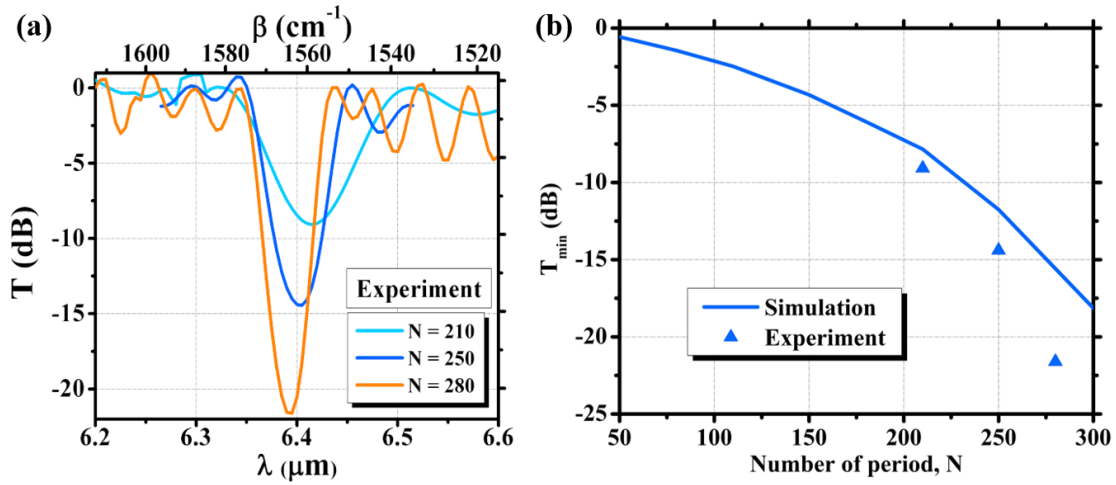 (a)
β (cm⁻¹)
1600 1580 1560 1540 1520
0
-5
-10
-15
-20
T (dB)
Experiment
N = 210
N = 250
N = 280
6.2 6.3 6.4 6.5 6.6
λ (μm)
(b)
0
-5
-10
-15
-20
-25
T_min (dB)
Simulation
Experiment
50 100 150 200 250 300
Number of period, N